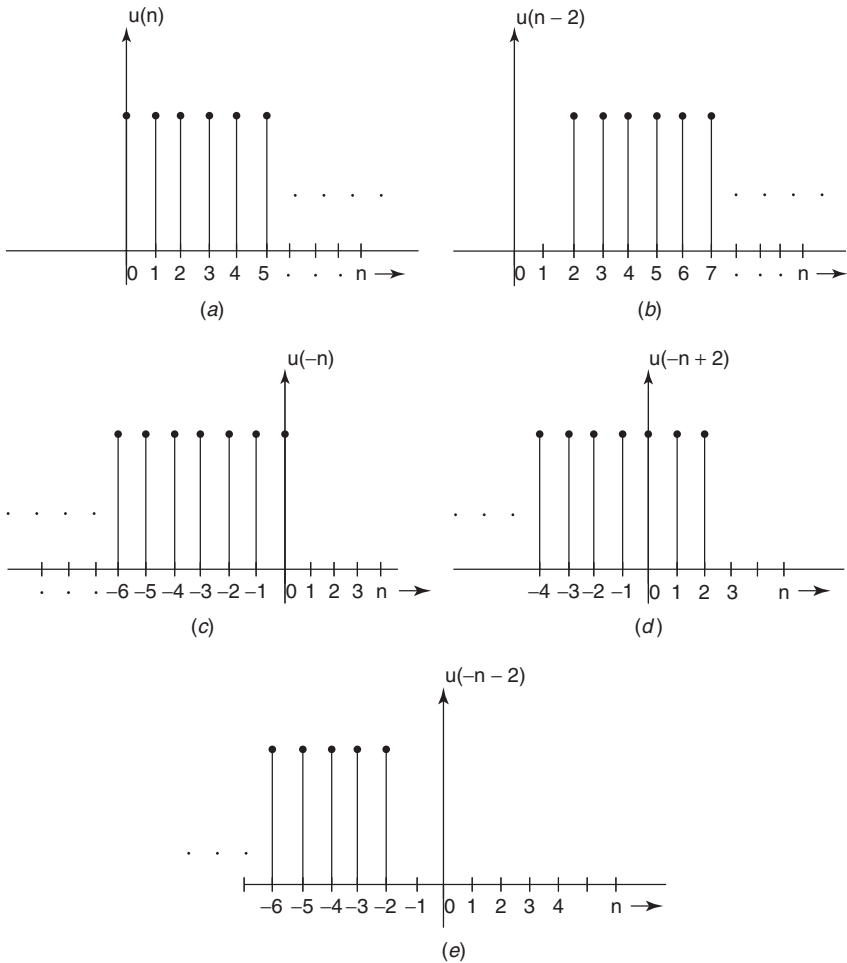 u(n)
0 1 2 3 4 5 . . . n
(a)
u(n – 2)
0 1 2 3 4 5 6 7 . . . n
(b)
u(–n)
. . . –6 –5 –4 –3 –2 –1 0 1 2 3 n
(c)
u(–n + 2)
–4 –3 –2 –1 0 1 2 3 n
(d)
u(–n – 2)
–6 –5 –4 –3 –2 –1 0 1 2 3 4 n
(e)